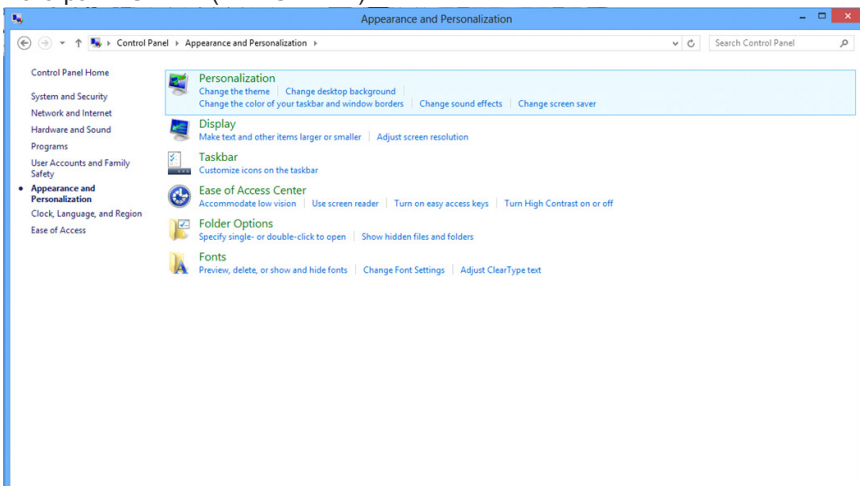 Appearance and Personalization
Control Panel Appearance and Personalization
Search Control Panel
Control Panel Home
System and Security
Network and Internet
Hardware and Sound
Programs
User Accounts and Family
Safety
Appearance and
Personalization
Clock, Language, and Region
Ease of Access
Personalization
Change the theme Change desktop background
Change the color of your taskbar and window borders Change sound effects Change screen saver
Display
Make text and other items larger or smaller Adjust screen resolution
Taskbar
Customize icons on the taskbar
Ease of Access Center
Accommodate low vision Use screen reader Turn on easy access keys Turn High Contrast on or off
Folder Options
Specify single- or double-click to open Show hidden files and folders
Fonts
Preview, delete, or show and hide fonts Change Font Settings Adjust ClearType text